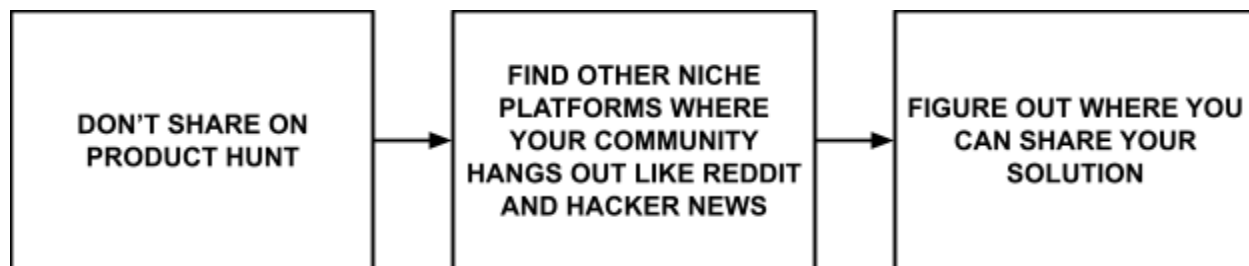 DON'T SHARE ON
PRODUCT HUNT
FIND OTHER NICHE
PLATFORMS WHERE
YOUR COMMUNITY
HANGS OUT LIKE REDDIT
AND HACKER NEWS
FIGURE OUT WHERE YOU
CAN SHARE YOUR
SOLUTION